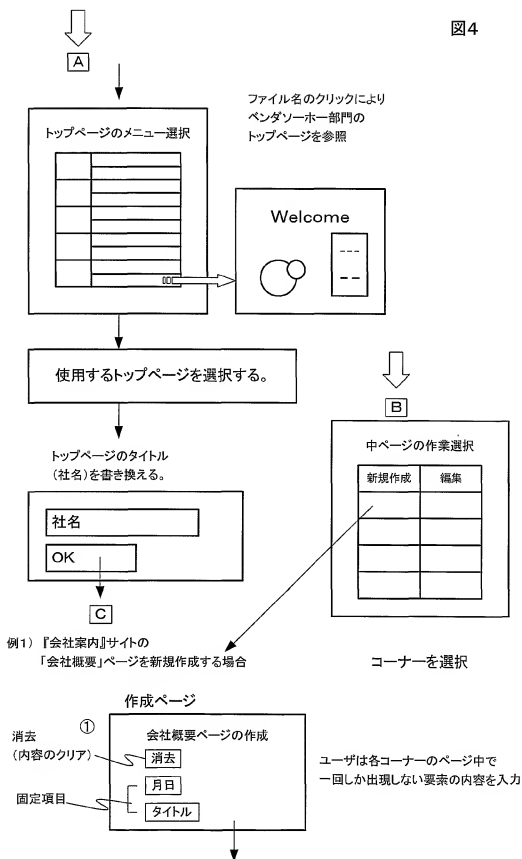 図4
A
ファイル名のクリックにより
ベンダソーホー部門の
トップページを参照
トップページのメニュー選択
Welcome
使用するトップページを選択する。
B
中ページの作業選択
新規作成 編集
トップページのタイトル
(社名)を書き換える。
社名
OK
C
例1) 『会社案内』サイトの
「会社概要」ページを新規作成する場合
コーナーを選択
作成ページ
①
会社概要ページの作成
消去
(内容のクリア)
消去
月日
固定項目
タイトル
ユーザは各コーナーのページ中で
一回しか出現しない要素の内容を入力